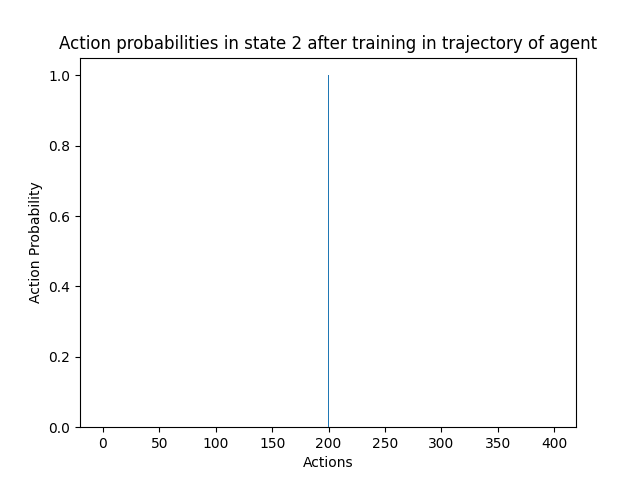 Action probabilities in state 2 after training in trajectory of agent
1.0
0.8
0.6
0.4
0.2
0.0
Action Probability
0 50 100 150 200 250 300 350 400
Actions